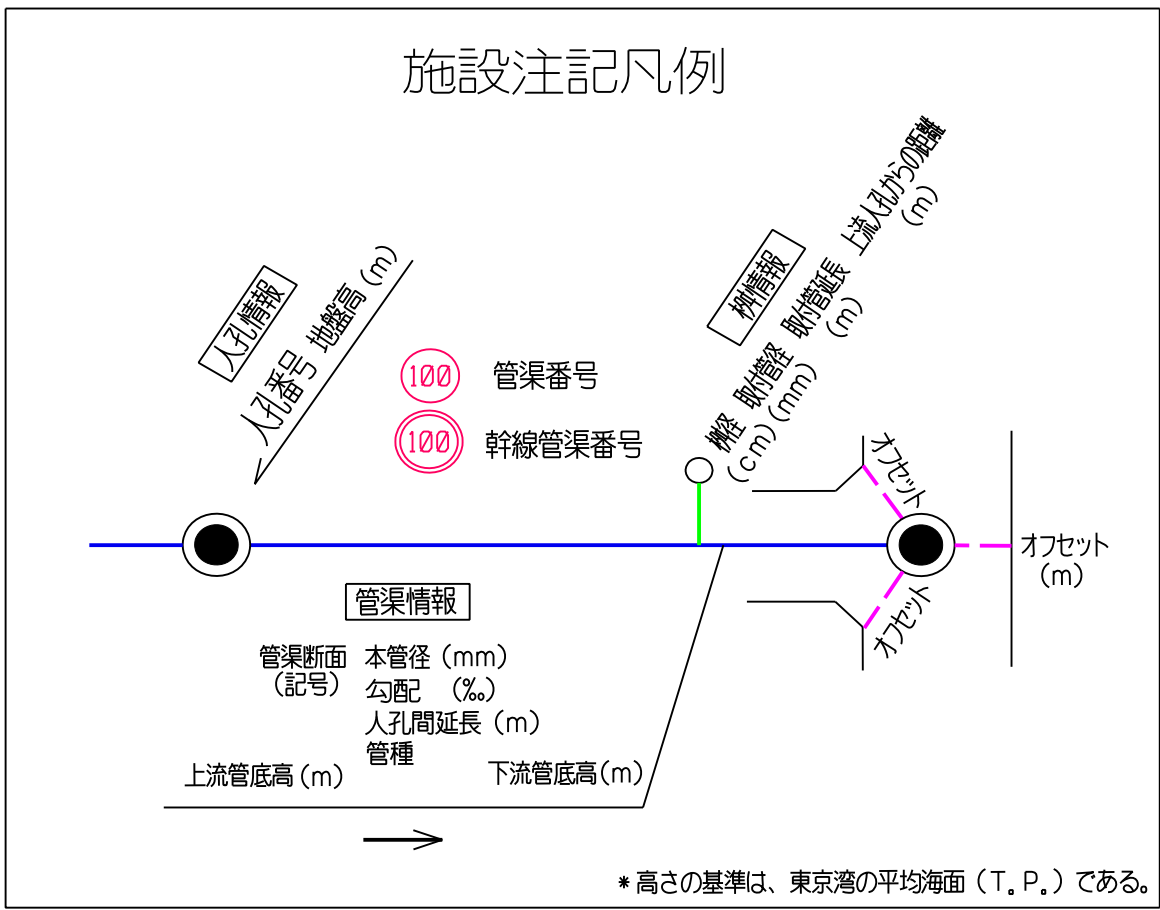 施設注記凡例
人孔情報
人孔番号 地盤高(m)
100 管渠番号
100 幹線管渠番号
桝情報
桝径 取付管径 取付管延長 上流人孔からの距離
(cm)(mm) (m) (m)
オフセット
オフセット
(m)
オフセット
管渠情報
管渠断面 本管径(mm)
(記号) 勾配 (‰)
人孔間延長(m)
管種
上流管底高(m) 下流管底高(m)
*高さの基準は、東京湾の平均海面(T.P.)である。